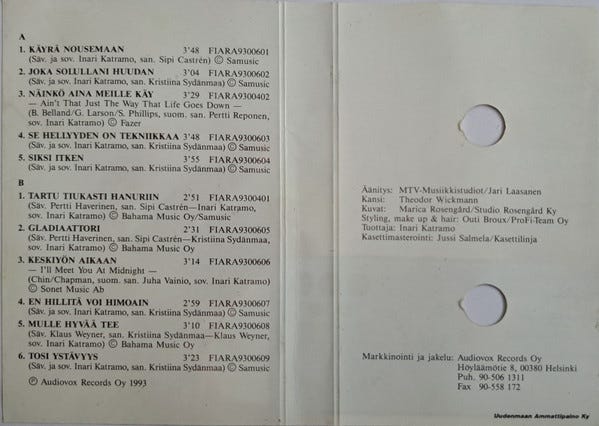 A
1. KÄYRÄ NOUSEMAAN 3'48 FIARA9300601
(Säv. ja sov. Inari Katramo, san. Sipi Castrén) © Samusic
2. JOKA SOLULLANI HUUDAN 3'04 FIARA9300602
(Säv. ja sov. Inari Katramo, san. Kristiina Sydänmaa) © Samusic
3. NÄINKÖ AINA MEILLE KÄY 3'29 FIARA9300402
— Ain't That Just The Way That Life Goes Down —
(B. Belland/G. Larson/S. Phillips, suom. san. Pertti Reponen,
sov. Inari Katramo) © Fazer
4. SE HELLYYDEN ON TEKNIIKKAA 3'48 FIARA9300603
(Säv. ja sov. Inari Katramo, san. Kristiina Sydänmaa) © Samusic
5. SIKSI ITKEN 3'55 FIARA9300604
(Säv. ja sov. Inari Katramo, san. Kristiina Sydänmaa) © Samusic
B
1. TARTU TIUKASTI HANURIIN 2'51 FIARA9300401
(Säv. Pertti Haverinen, san. Sipi Castrén—Inari Katramo,
sov. Inari Katramo) © Bahama Music Oy/Samusic
2. GLADIAATTORI 2'31 FIARA9300605
(Säv. Pertti Haverinen, san. Sipi Castrén—Kristiina Sydänmaa,
sov. Inari Katramo) © Bahama Music Oy
3. KESKIYÖN AIKAAN 3'14 FIARA9300606
— I'll Meet You At Midnight —
(Chin/Chapman, suom. san. Juha Vainio, sov. Inari Katramo)
© Sonet Music Ab
4. EN HILLITÄ VOI HIMOAIN 2'59 FIARA9300607
(Säv. ja sov. Inari Katramo, san. Kristiina Sydänmaa) © Samusic
5. MULLE HYVÄÄ TEE 3'10 FIARA9300608
(Säv. Klaus Weyner, san. Kristiina Sydänmaa—Klaus Weyner,
sov. Inari Katramo) © Bahama Music Oy
6. TOSI YSTÄVYYS 3'23 FIARA9300609
(Säv. ja sov. Inari Katramo, san. Kristiina Sydänmaa) © Samusic
℗ Audiovox Records Oy 1993
Äänitys: MTV-Musiikkistudiot/Jari Laasanen
Kansi: Theodor Wickmann
Kuvat: Marica Rosengård/Studio Rosengård Ky
Styling, make up & hair: Outi Broux/ProFi-Team Oy
Tuottaja: Inari Katramo
Kasettimasterointi: Jussi Salmela/Kasettilinja
Markkinointi ja jakelu: Audiovox Records Oy
Höyläämötie 8, 00380 Helsinki
Puh. 90-506 1311
Fax 90-558 172
Uudenmaan Ammattipaino Ky